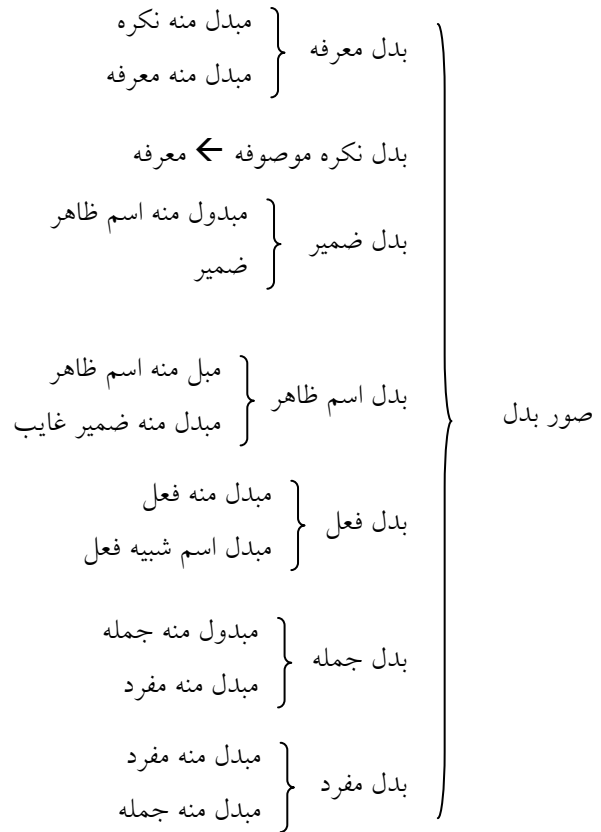 مبدل منه نکره
بدل معرفه
مبدل منه معرفه
بدل نکره موصوفه ← معرفه
مبدول منه اسم ظاهر
بدل ضمیر
ضمیر
مبل منه اسم ظاهر
بدل اسم ظاهر
صور بدل
مبدل منه ضمیر غایب
مبدل منه فعل
بدل فعل
مبدل اسم شبیه فعل
مبدول منه جمله
بدل جمله
مبدل منه مفرد
مبدل منه مفرد
بدل مفرد
مبدل منه جمله